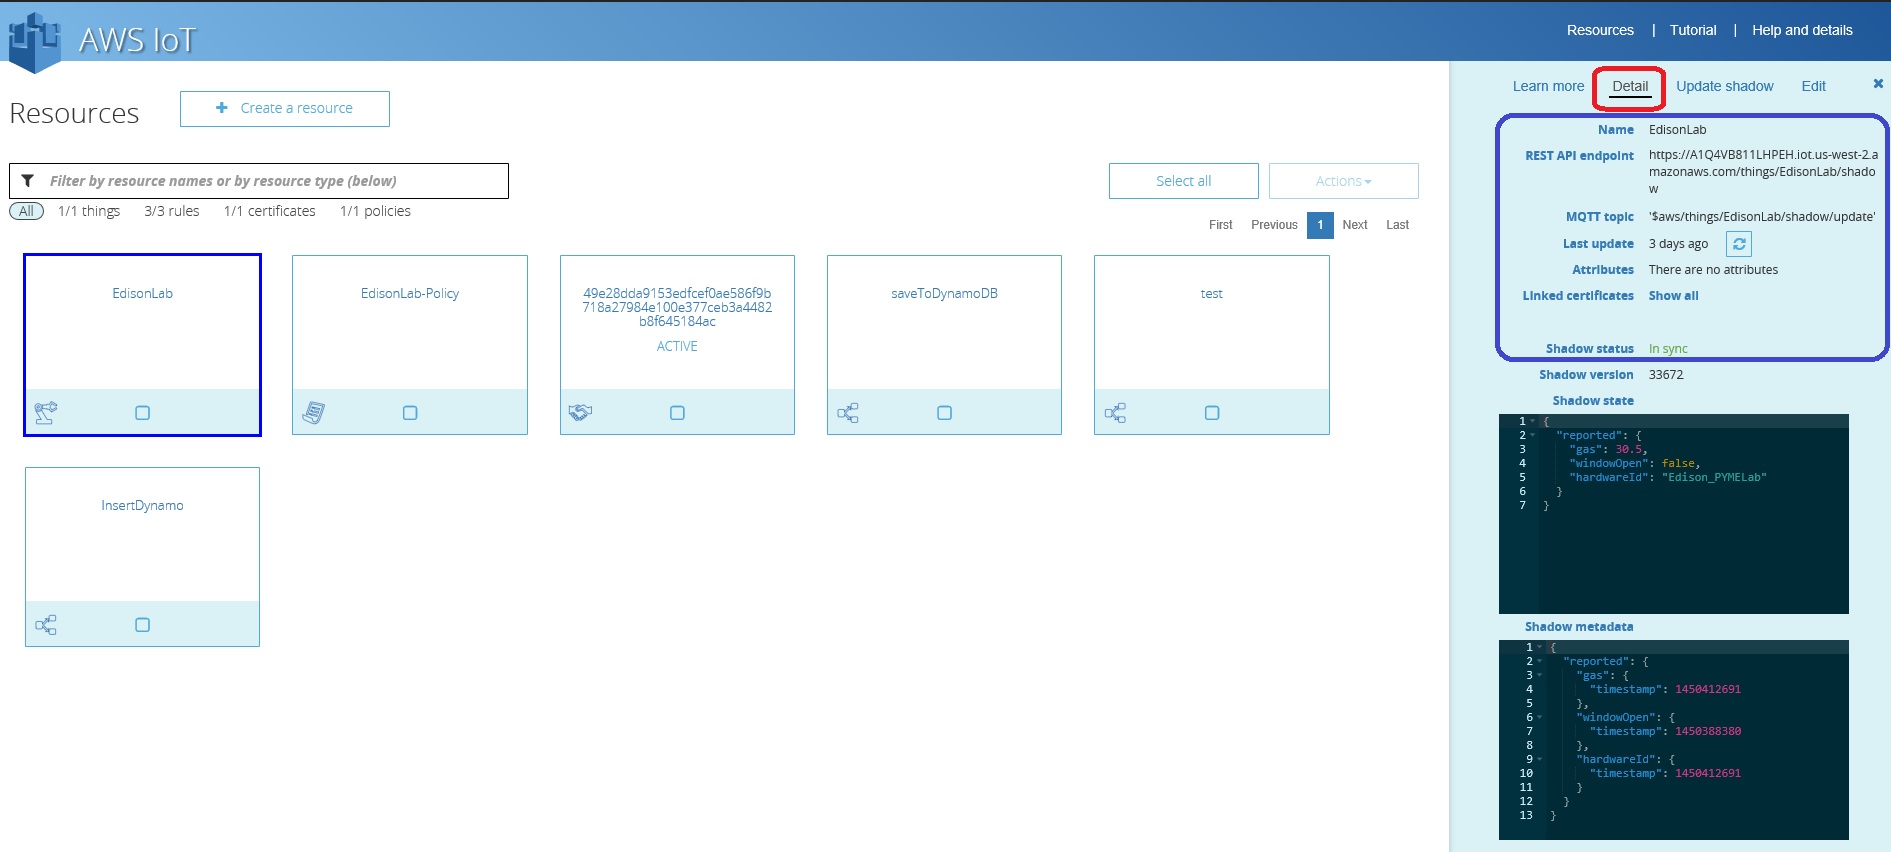 AWS IoT
Resources | Tutorial | Help and details
Resources
+ Create a resource
Filter by resource names or by resource type (below)
All 1/1 things 3/3 rules 1/1 certificates 1/1 policies
Select all
Actions
First Previous 1 Next Last
EdisonLab
EdisonLab-Policy
49e28dda9153edfcef0ae586f9b
718a27984e100e377ceb3a4482
b8f645184ac
ACTIVE
saveToDynamoDB
test
InsertDynamo
Learn more Detail Update shadow Edit
Name EdisonLab
REST API endpoint https://A1Q4VB811LHPEH.iot.us-west-2.a
mazonaws.com/things/EdisonLab/shado
w
MQTT topic '$aws/things/EdisonLab/shadow/update'
Last update 3 days ago
Attributes There are no attributes
Linked certificates Show all
Shadow status In sync
Shadow version 33672
Shadow state
1 {
2 "reported": {
3 "gas": 30.5,
4 "windowOpen": false,
5 "hardwareId": "Edison_PYMELab"
6 }
7 }
Shadow metadata
1 {
2 "reported": {
3 "gas": {
4 "timestamp": 1450412691
5 },
6 "windowOpen": {
7 "timestamp": 1450388380
8 },
9 "hardwareId": {
10 "timestamp": 1450412691
11 }
12 }
13 }